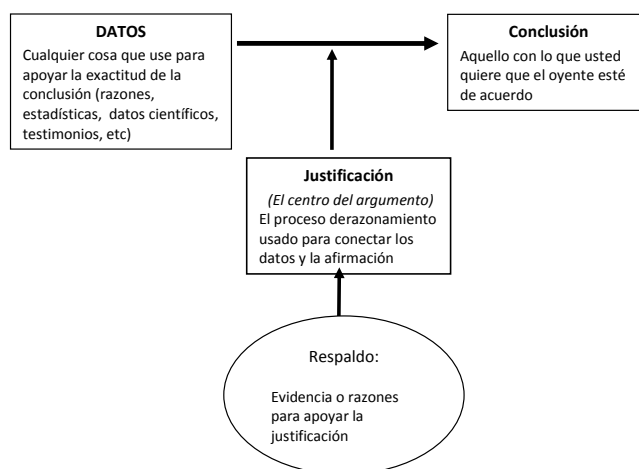 DATOS
Cualquier cosa que use para
apoyar la exactitud de la
conclusión (razones,
estadísticas, datos científicos,
testimonios, etc)
Conclusión
Aquello con lo que usted
quiere que el oyente esté
de acuerdo
Justificación
(El centro del argumento)
El proceso derazonamiento
usado para conectar los
datos y la afirmación
Respaldo:
Evidencia o razones
para apoyar la
justificación